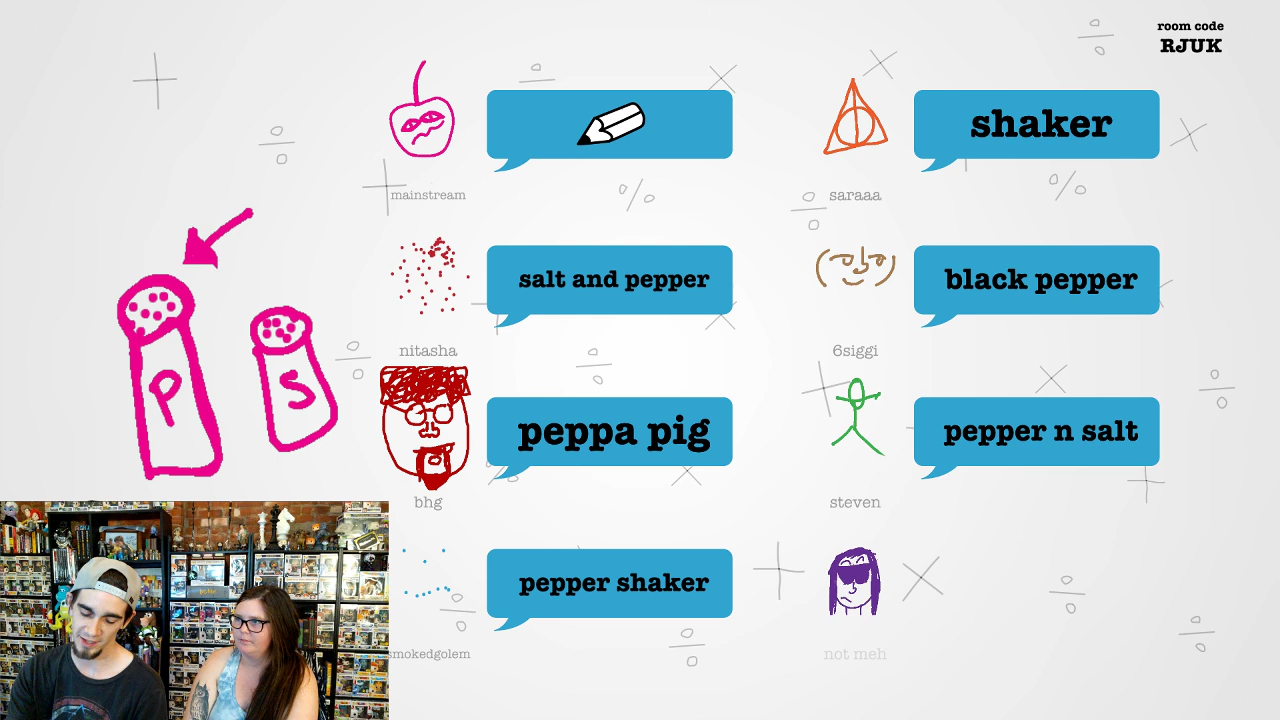 room code
RJUK
mainstream
shaker
saraaa
salt and pepper
nitasha
black pepper
6siggi
P
S
peppa pig
bhg
pepper n salt
steven
pepper shaker
smokedgolem
not meh